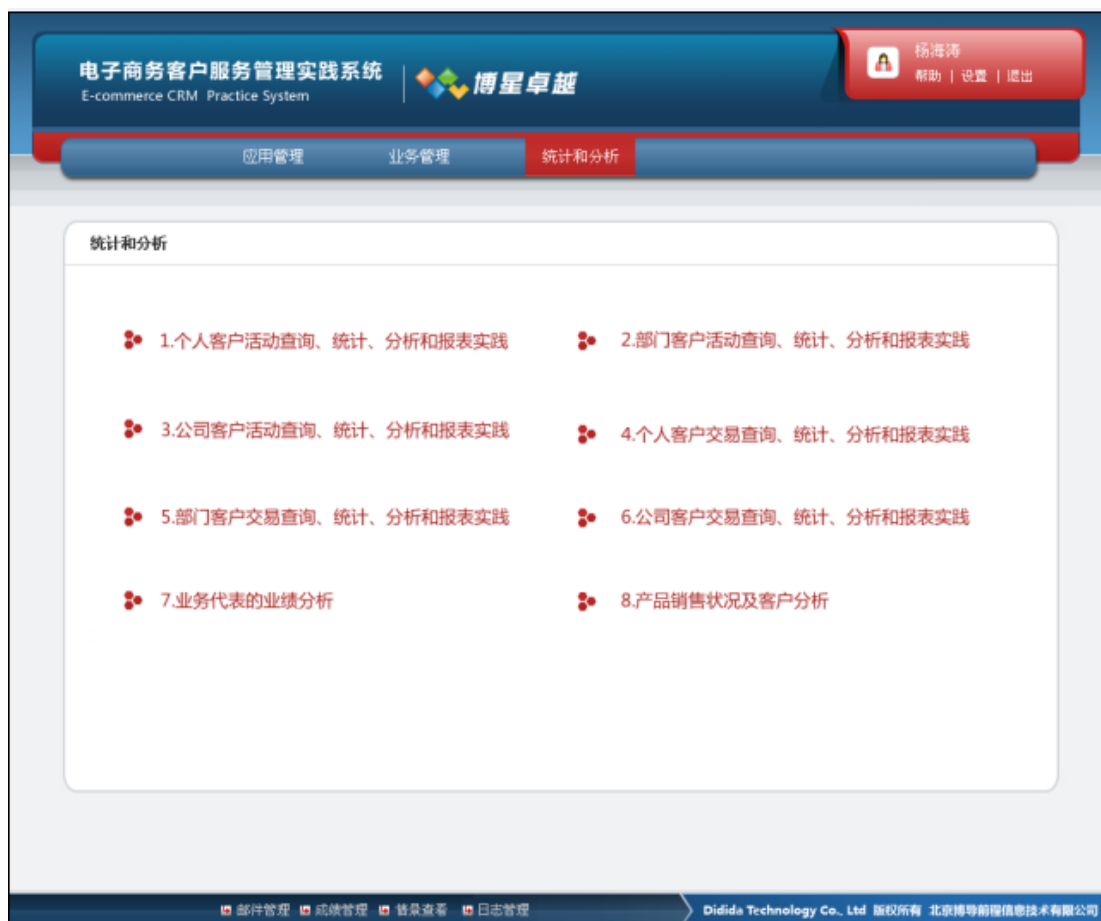 电子商务客户服务管理实践系统
E-commerce CRM Practice System
博星卓越
杨海涛
帮助 | 设置 | 退出
应用管理 业务管理 统计和分析
统计和分析
1.个人客户活动查询、统计、分析和报表实践
2.部门客户活动查询、统计、分析和报表实践
3.公司客户活动查询、统计、分析和报表实践
4.个人客户交易查询、统计、分析和报表实践
5.部门客户交易查询、统计、分析和报表实践
6.公司客户交易查询、统计、分析和报表实践
7.业务代表的业绩分析
8.产品销售状况及客户分析
邮件管理 成绩管理 背景查看 日志管理
Didida Technology Co., Ltd 版权所有 北京博导前程信息技术有限公司